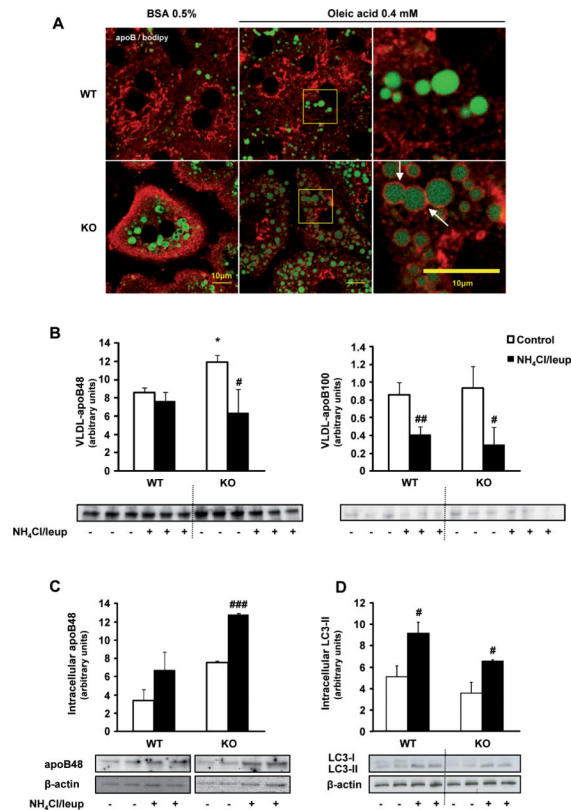 BSA 0.5%
Oleic acid 0.4 mM
A
apoB / bodipy
WT
KO
10µm
10µm
B
Control
NH4Cl/leup
VLDL-apoB48
(arbitrary units)
14
12
10
8
6
4
2
0
*
#
WT
KO
NH4Cl/leup
- - - + + + - - - + + +
VLDL-apoB100
(arbitrary units)
1.4
1.2
1
0.8
0.6
0.4
0.2
0
##
#
WT
KO
- - - + + + - - - + + +
C
Intracellular apoB48
(arbitrary units)
14
12
10
8
6
4
2
0
###
WT
KO
apoB48
β-actin
NH4Cl/leup
- - + + - - + +
D
Intracellular LC3-II
(arbitrary units)
14
12
10
8
6
4
2
0
#
#
WT
KO
LC3-I
LC3-II
β-actin
- - + + - - + +